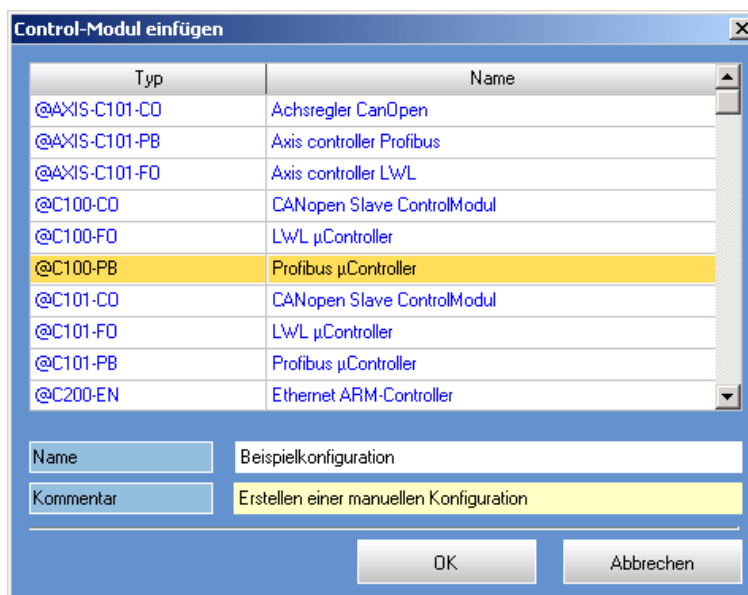 Control-Modul einfügen
Typ Name
@AXIS-C101-CO Achsregler CanOpen
@AXIS-C101-PB Axis controller Profibus
@AXIS-C101-FO Axis controller LWL
@C100-CO CANopen Slave ControlModul
@C100-FO LWL µController
@C100-PB Profibus µController
@C101-CO CANopen Slave ControlModul
@C101-FO LWL µController
@C101-PB Profibus µController
@C200-EN Ethernet ARM-Controller
Name Beispielkonfiguration
Kommentar Erstellen einer manuellen Konfiguration
OK Abbrechen